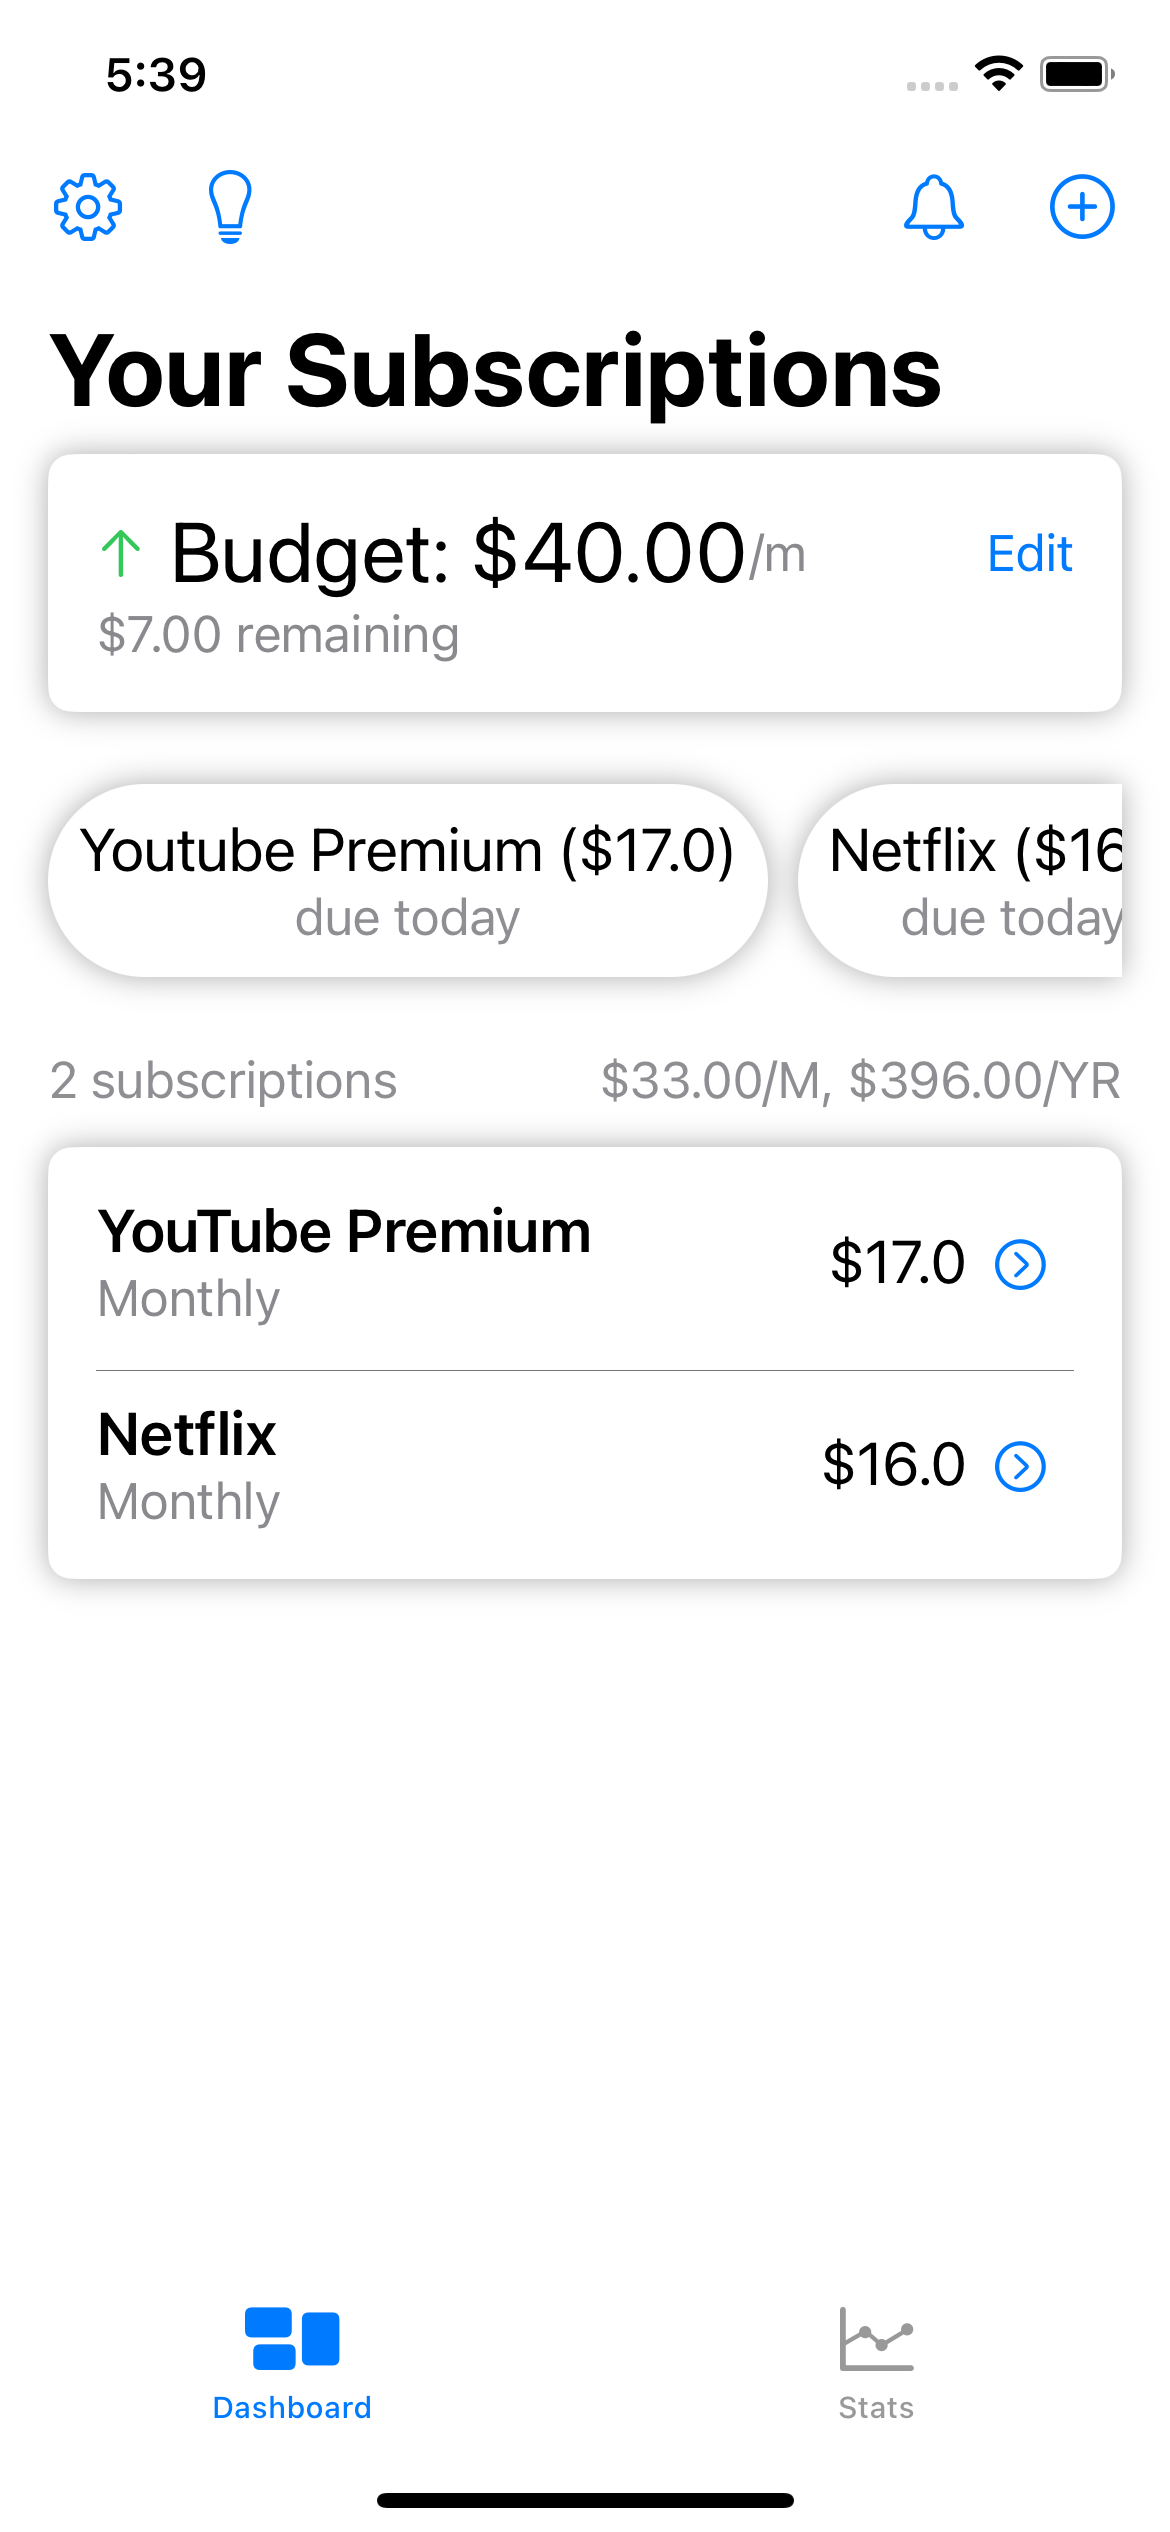 5:39
Your Subscriptions
Budget: $40.00/m
Edit
$7.00 remaining
Youtube Premium ($17.0)
due today
Netflix ($16
due today
2 subscriptions
$33.00/M, $396.00/YR
YouTube Premium
Monthly
$17.0
Netflix
Monthly
$16.0
Dashboard
Stats